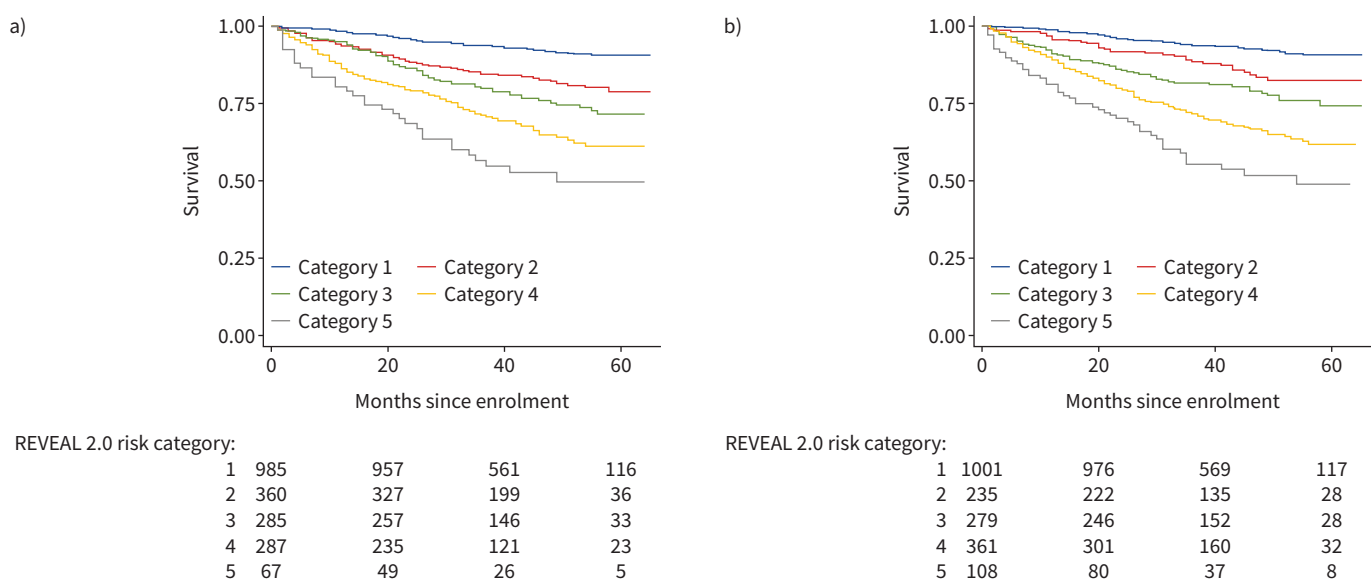 a)
1.00
0.75
0.50
0.25
0.00
Survival
Category 1 Category 2
Category 3 Category 4
Category 5
0 20 40 60
Months since enrolment
REVEAL 2.0 risk category:
1 985 957 561 116
2 360 327 199 36
3 285 257 146 33
4 287 235 121 23
5 67 49 26 5
b)
1.00
0.75
0.50
0.25
0.00
Survival
Category 1 Category 2
Category 3 Category 4
Category 5
0 20 40 60
Months since enrolment
REVEAL 2.0 risk category:
1 1001 976 569 117
2 235 222 135 28
3 279 246 152 28
4 361 301 160 32
5 108 80 37 8